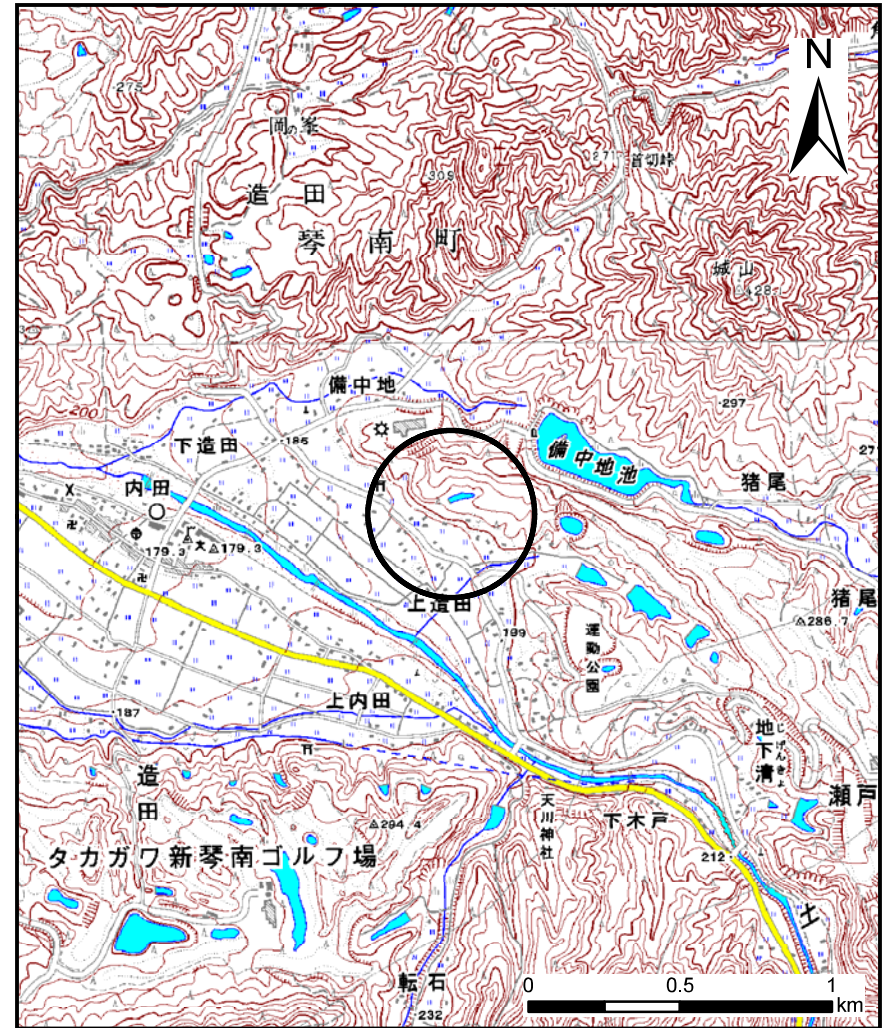 N
・275
岡の峯
造田
・309
271
首切峠
琴南町
城山
備中地
200
・297
下造田
・185
備中地池
271
内田
猪尾
179.3
△179.3
上造田
猪尾
・199
運動公園
△286.7
上内田
・187
地下清
じげんきょ
造田
瀬戸
天川神社
△294.4
下木戸
タカガワ新琴南ゴルフ場
212・
土
転石
232
0 0.5 1
km